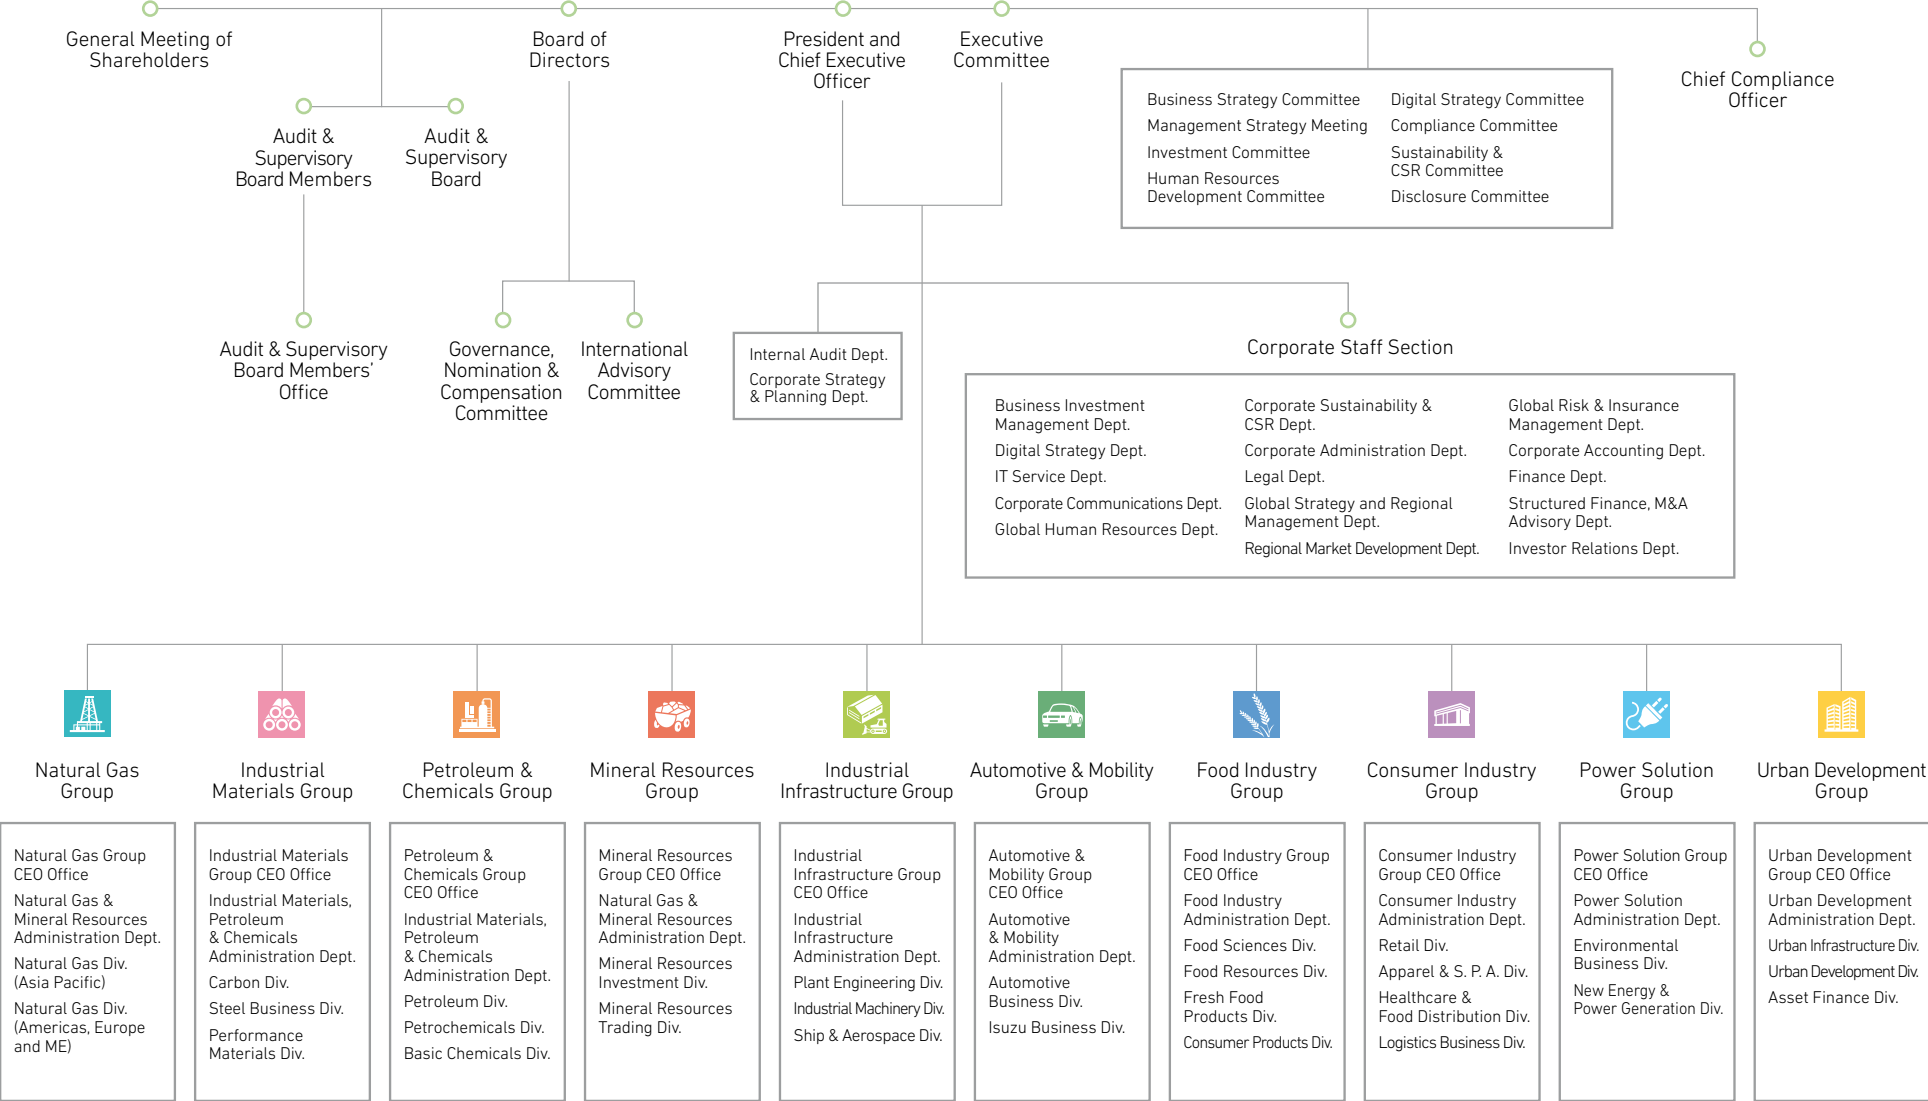 General Meeting of
Shareholders
Board of
Directors
President and
Chief Executive
Officer
Executive
Committee
Chief Compliance
Officer
Business Strategy Committee
Management Strategy Meeting
Investment Committee
Human Resources
Development Committee
Digital Strategy Committee
Compliance Committee
Sustainability &
CSR Committee
Disclosure Committee
Audit &
Supervisory
Board Members
Audit &
Supervisory
Board
Audit & Supervisory
Board Members’
Office
Governance,
Nomination &
Compensation
Committee
International
Advisory
Committee
Internal Audit Dept.
Corporate Strategy
& Planning Dept.
Corporate Staff Section
Business Investment
Management Dept.
Digital Strategy Dept.
IT Service Dept.
Corporate Communications Dept.
Global Human Resources Dept.
Corporate Sustainability &
CSR Dept.
Corporate Administration Dept.
Legal Dept.
Global Strategy and Regional
Management Dept.
Regional Market Development Dept.
Global Risk & Insurance
Management Dept.
Corporate Accounting Dept.
Finance Dept.
Structured Finance, M&A
Advisory Dept.
Investor Relations Dept.
Natural Gas
Group
Natural Gas Group
CEO Office
Natural Gas &
Mineral Resources
Administration Dept.
Natural Gas Div.
(Asia Pacific)
Natural Gas Div.
(Americas, Europe
and ME)
Industrial
Materials Group
Industrial Materials
Group CEO Office
Industrial Materials,
Petroleum
& Chemicals
Administration Dept.
Carbon Div.
Steel Business Div.
Performance
Materials Div.
Petroleum &
Chemicals Group
Petroleum &
Chemicals Group
CEO Office
Industrial Materials,
Petroleum
& Chemicals
Administration Dept.
Petroleum Div.
Petrochemicals Div.
Basic Chemicals Div.
Mineral Resources
Group
Mineral Resources
Group CEO Office
Natural Gas &
Mineral Resources
Administration Dept.
Mineral Resources
Investment Div.
Mineral Resources
Trading Div.
Industrial
Infrastructure Group
Industrial
Infrastructure Group
CEO Office
Industrial
Infrastructure
Administration Dept.
Plant Engineering Div.
Industrial Machinery Div.
Ship & Aerospace Div.
Automotive & Mobility
Group
Automotive &
Mobility Group
CEO Office
Automotive
& Mobility
Administration Dept.
Automotive
Business Div.
Isuzu Business Div.
Food Industry
Group
Food Industry Group
CEO Office
Food Industry
Administration Dept.
Food Sciences Div.
Food Resources Div.
Fresh Food
Products Div.
Consumer Products Div.
Consumer Industry
Group
Consumer Industry
Group CEO Office
Consumer Industry
Administration Dept.
Retail Div.
Apparel & S. P. A. Div.
Healthcare &
Food Distribution Div.
Logistics Business Div.
Power Solution
Group
Power Solution Group
CEO Office
Power Solution
Administration Dept.
Environmental
Business Div.
New Energy &
Power Generation Div.
Urban Development
Group
Urban Development
Group CEO Office
Urban Development
Administration Dept.
Urban Infrastructure Div.
Urban Development Div.
Asset Finance Div.